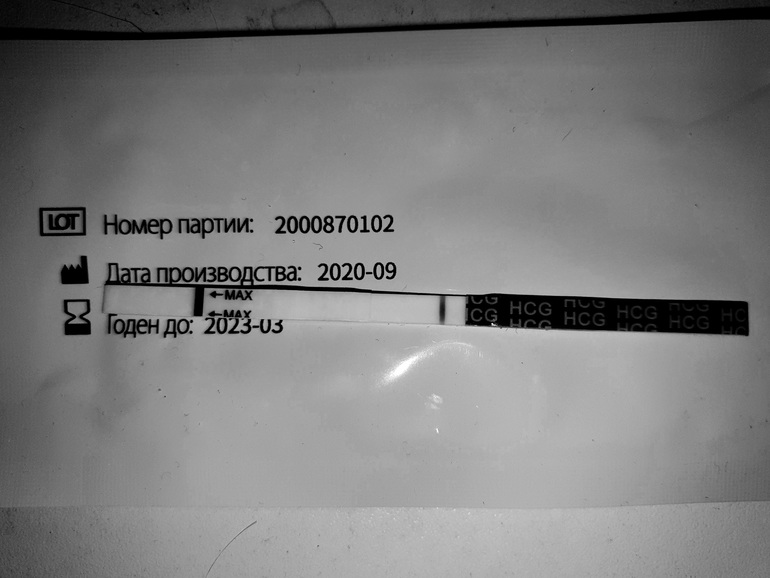 LOT Номер партии: 2000870102
Дата производства: 2020-09
←MAX
←MAX
HCG HCG HCG
HCG HCG HCG HCG HCG HCG
Годен до: 2023-03